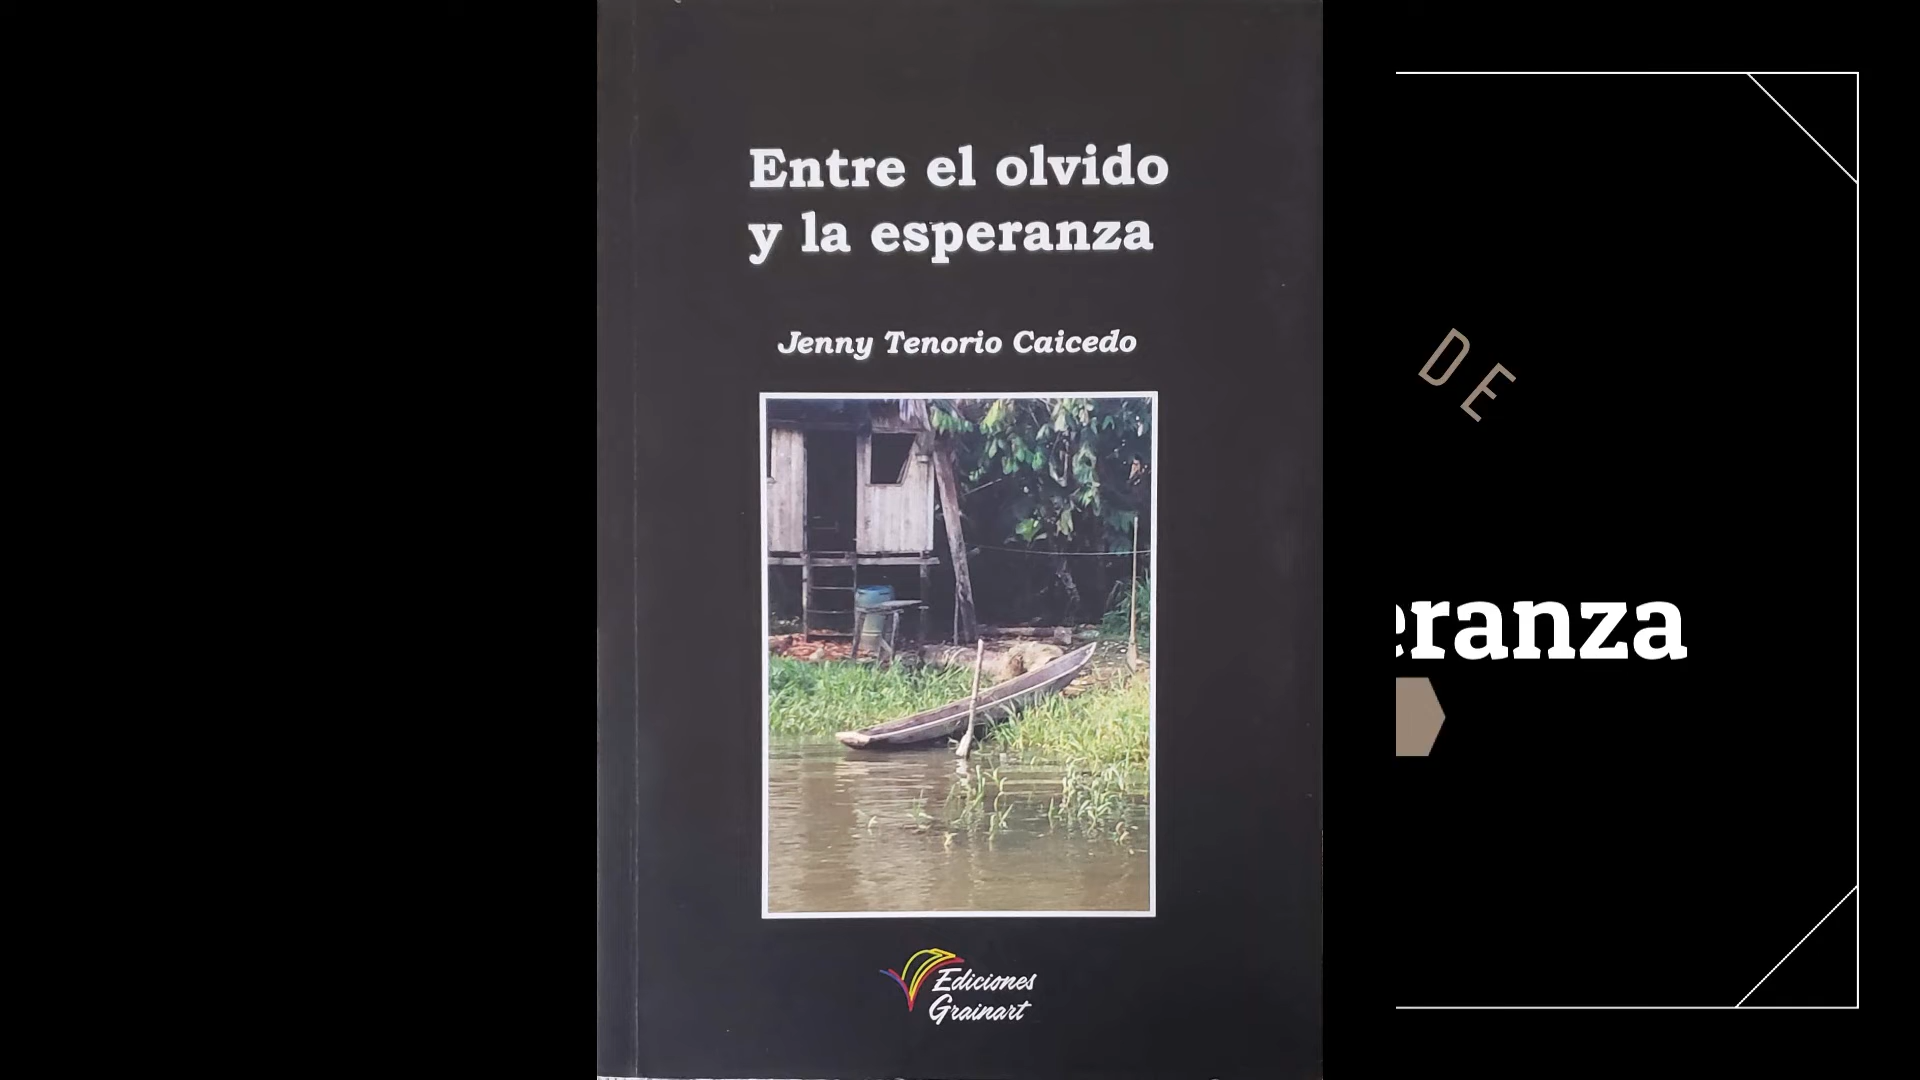 Entre el olvido
y la esperanza
Jenny Tenorio Caicedo
Ediciones
Grainart
DE
eranza